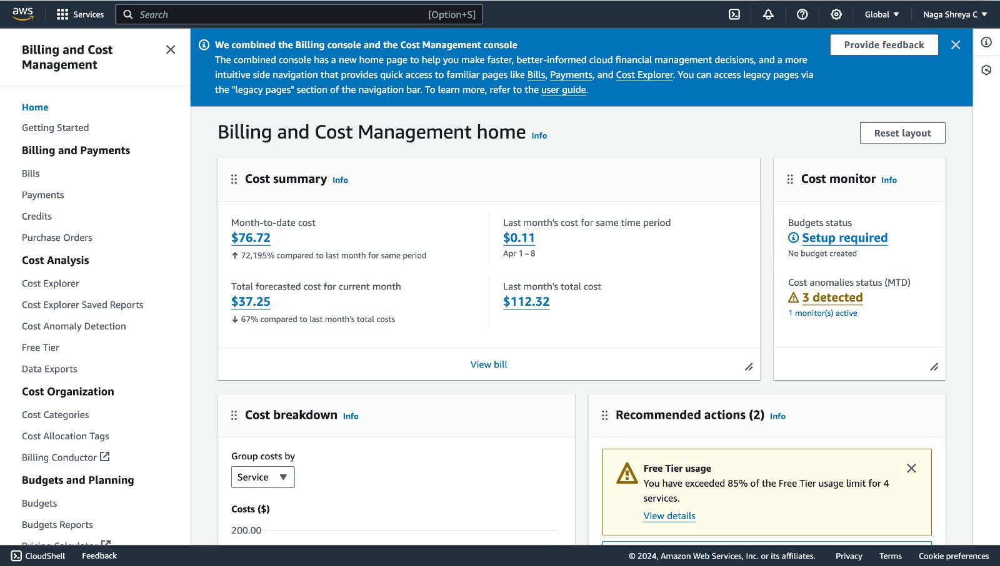 aws
Services
Search
[Option+S]
Global
Naga Shreya C
Billing and Cost
Management
Home
Getting Started
Billing and Payments
Bills
Payments
Credits
Purchase Orders
Cost Analysis
Cost Explorer
Cost Explorer Saved Reports
Cost Anomaly Detection
Free Tier
Data Exports
Cost Organization
Cost Categories
Cost Allocation Tags
Billing Conductor
Budgets and Planning
Budgets
Budgets Reports
Pricing Calculator
We combined the Billing console and the Cost Management console
The combined console has a new home page to help you make faster, better-informed cloud financial management decisions, and a more
intuitive side navigation that provides quick access to familiar pages like Bills, Payments, and Cost Explorer. You can access legacy pages via
the "legacy pages" section of the navigation bar. To learn more, refer to the user guide.
Provide feedback
Billing and Cost Management home Info
Reset layout
Cost summary Info
Month-to-date cost
$76.72
72,195% compared to last month for same period
Last month's cost for same time period
$0.11
Apr 1 – 8
Total forecasted cost for current month
$37.25
67% compared to last month's total costs
Last month's total cost
$112.32
View bill
Cost monitor Info
Budgets status
Setup required
No budget created
Cost anomalies status (MTD)
3 detected
1 monitor(s) active
Cost breakdown Info
Group costs by
Service
Costs ($)
200.00
Recommended actions (2) Info
Free Tier usage
You have exceeded 85% of the Free Tier usage limit for 4
services.
View details
CloudShell
Feedback
© 2024, Amazon Web Services, Inc. or its affiliates.
Privacy
Terms
Cookie preferences